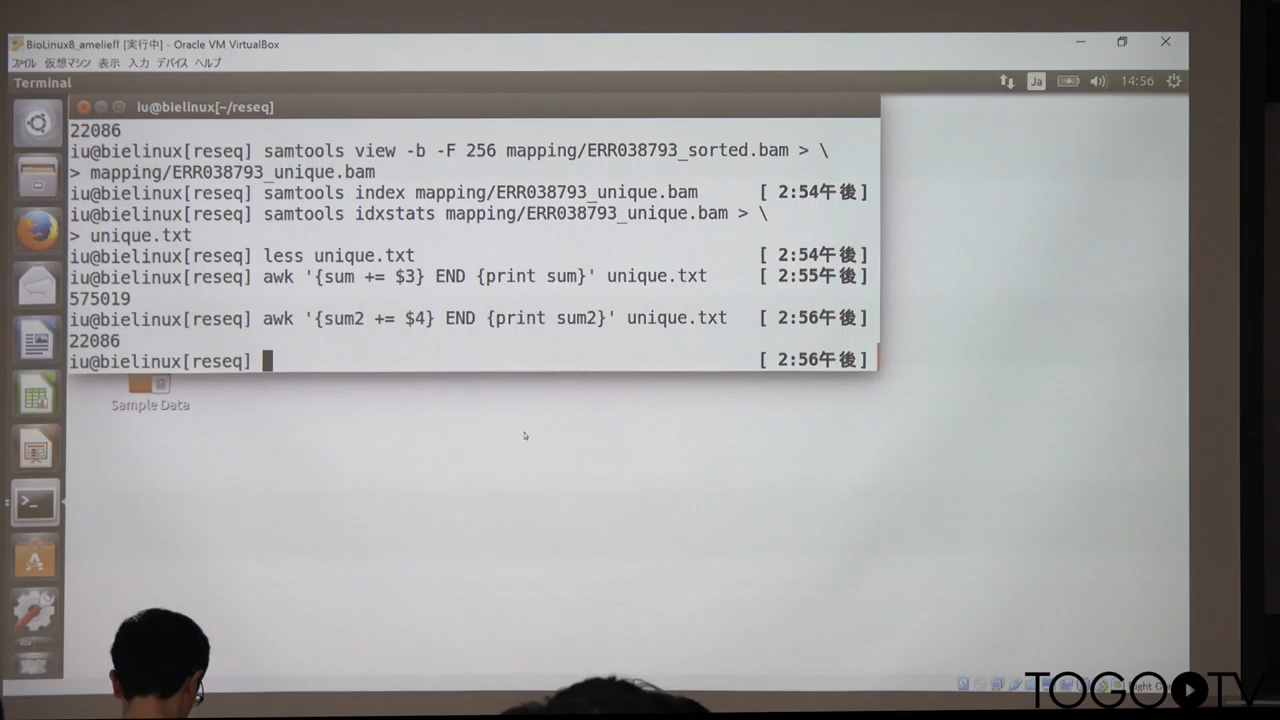 BioLinux8_amelieff [実行中] - Oracle VM VirtualBox
ファイル 仮想マシン 表示 入力 デバイス ヘルプ
Terminal
Ja
14:56
iu@bielinux[~/reseq]
22086
iu@bielinux[reseq] samtools view -b -F 256 mapping/ERR038793_sorted.bam > \
> mapping/ERR038793_unique.bam
iu@bielinux[reseq] samtools index mapping/ERR038793_unique.bam [ 2:54午後]
iu@bielinux[reseq] samtools idxstats mapping/ERR038793_unique.bam > \
> unique.txt
iu@bielinux[reseq] less unique.txt [ 2:54午後]
iu@bielinux[reseq] awk '{sum += $3} END {print sum}' unique.txt [ 2:55午後]
575019
iu@bielinux[reseq] awk '{sum2 += $4} END {print sum2}' unique.txt [ 2:56午後]
22086
iu@bielinux[reseq] [ 2:56午後]
Sample Data
Right
TOGOTV